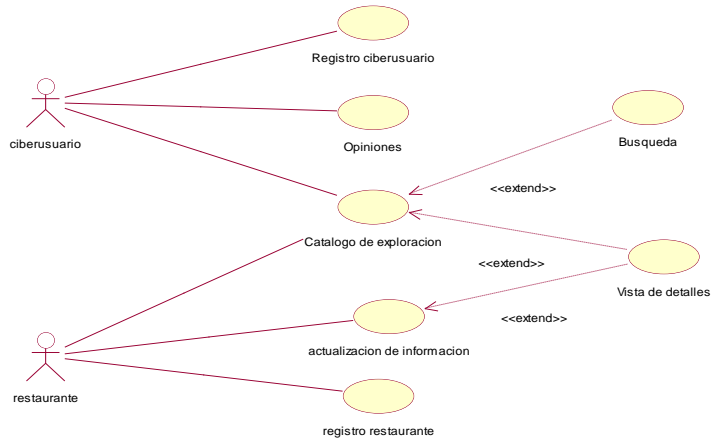 Registro ciberusuario
ciberusuario
Opiniones
Busqueda
<<extend>>
Catalogo de exploracion
<<extend>>
Vista de detalles
<<extend>>
actualizacion de informacion
restaurante
registro restaurante